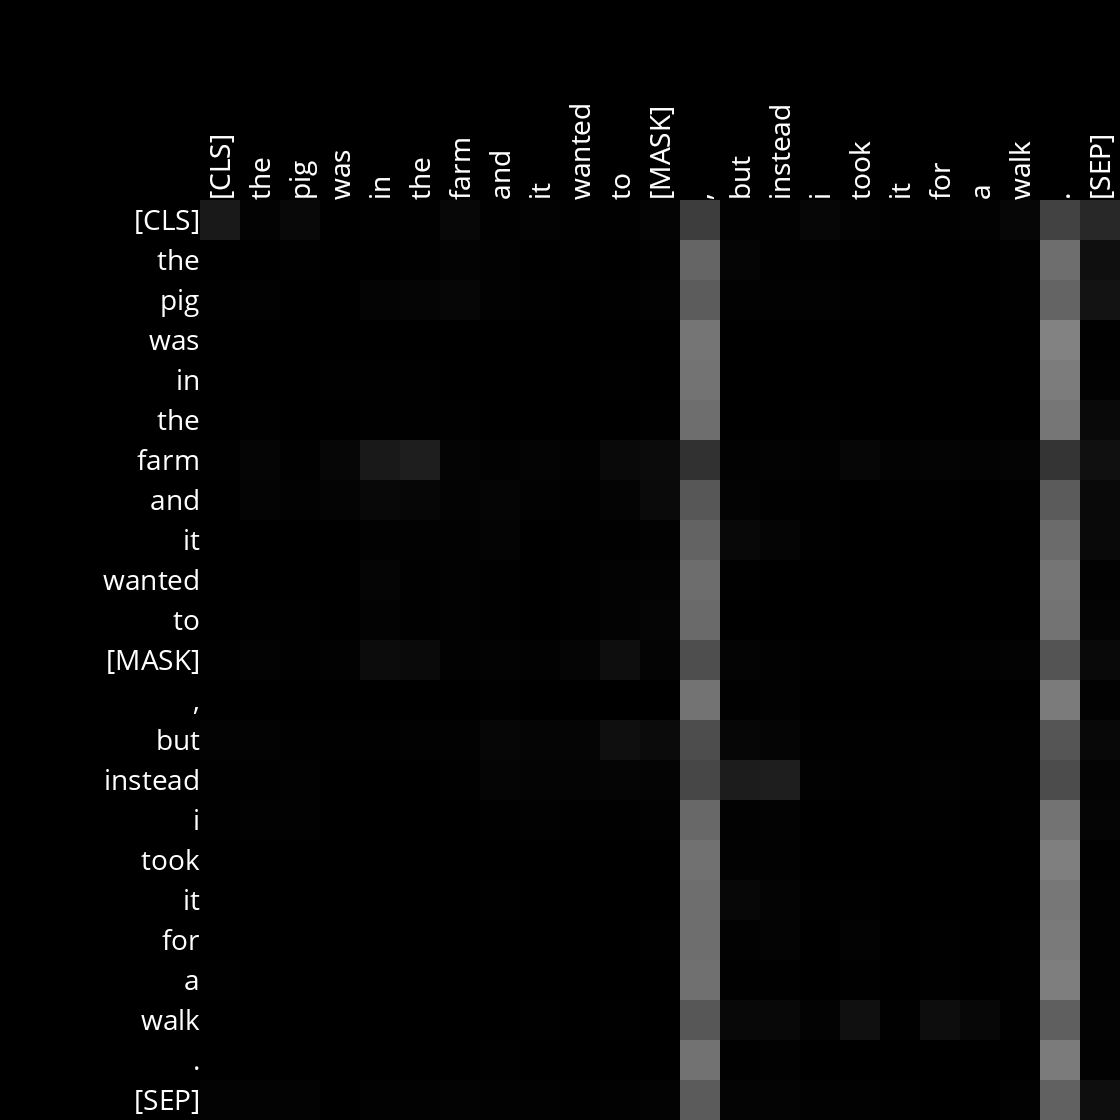 [CLS] the pig was in the farm and it wanted to [MASK] , but instead i took it for a walk . [SEP]
[CLS]
the
pig
was
in
the
farm
and
it
wanted
to
[MASK]
,
but
instead
i
took
it
for
a
walk
.
[SEP]